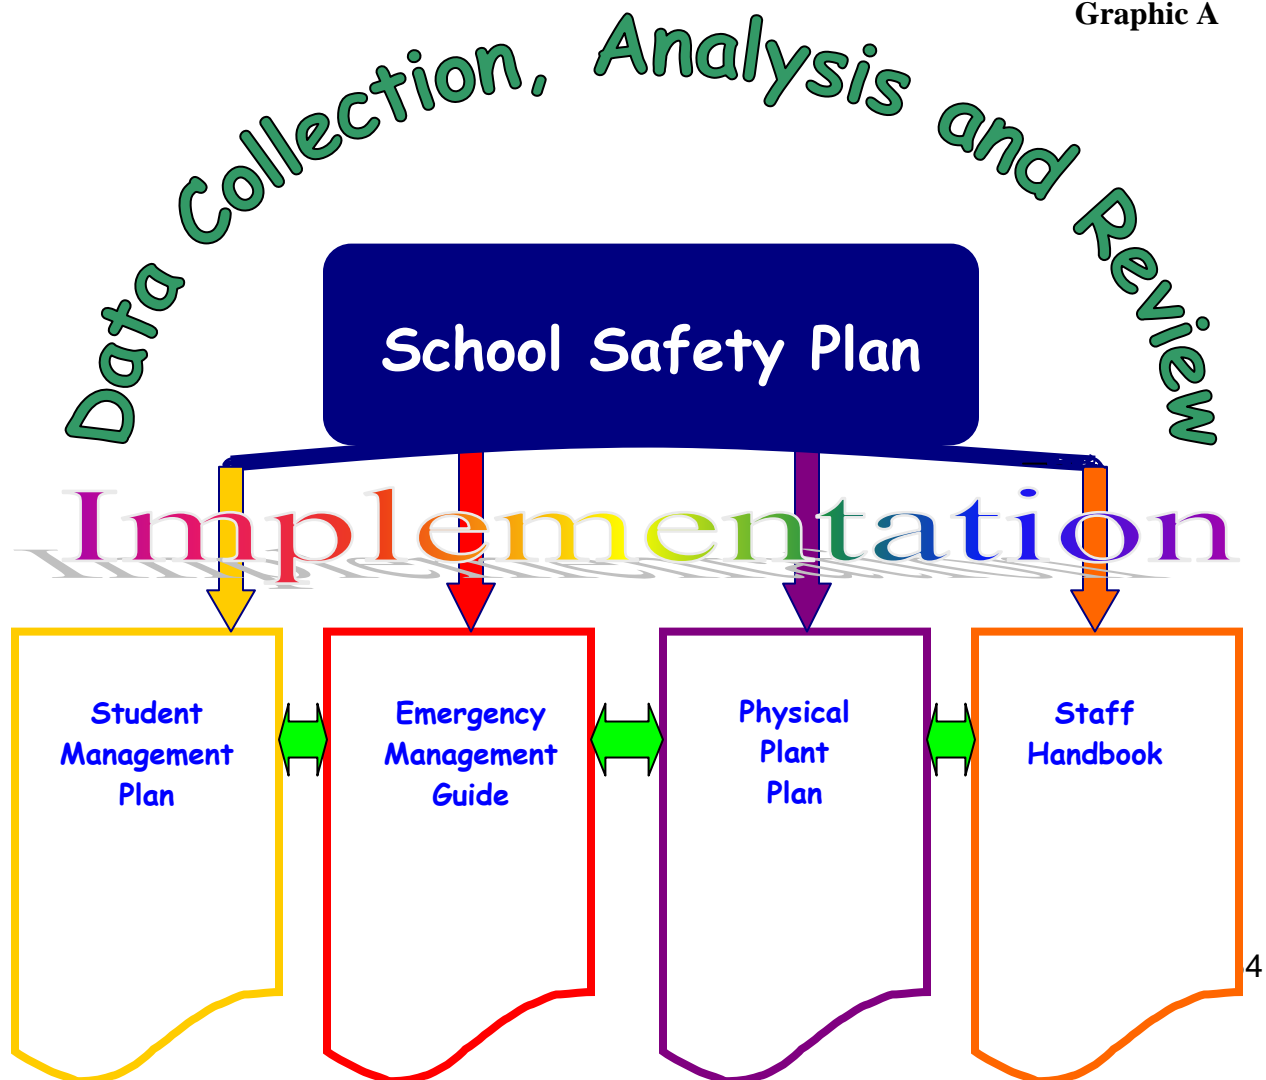 Graphic A
Data Collection, Analysis and Review
School Safety Plan
Implementation
Student
Management
Plan
Emergency
Management
Guide
Physical
Plant
Plan
Staff
Handbook